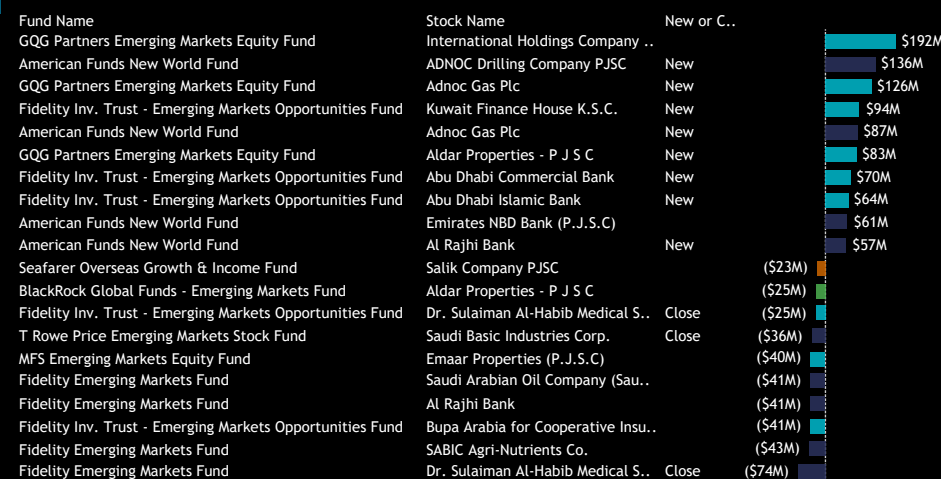 Fund Name Stock Name New or C..
GQG Partners Emerging Markets Equity Fund International Holdings Company .. $192M
American Funds New World Fund ADNOC Drilling Company PJSC New $136M
GQG Partners Emerging Markets Equity Fund Adnoc Gas Plc New $126M
Fidelity Inv. Trust - Emerging Markets Opportunities Fund Kuwait Finance House K.S.C. New $94M
American Funds New World Fund Adnoc Gas Plc New $87M
GQG Partners Emerging Markets Equity Fund Aldar Properties - P J S C New $83M
Fidelity Inv. Trust - Emerging Markets Opportunities Fund Abu Dhabi Commercial Bank New $70M
Fidelity Inv. Trust - Emerging Markets Opportunities Fund Abu Dhabi Islamic Bank New $64M
American Funds New World Fund Emirates NBD Bank (P.J.S.C) $61M
American Funds New World Fund Al Rajhi Bank New $57M
Seafarer Overseas Growth & Income Fund Salik Company PJSC ($23M)
BlackRock Global Funds - Emerging Markets Fund Aldar Properties - P J S C ($25M)
Fidelity Inv. Trust - Emerging Markets Opportunities Fund Dr. Sulaiman Al-Habib Medical S.. Close ($25M)
T Rowe Price Emerging Markets Stock Fund Saudi Basic Industries Corp. Close ($36M)
MFS Emerging Markets Equity Fund Emaar Properties (P.J.S.C) ($40M)
Fidelity Emerging Markets Fund Saudi Arabian Oil Company (Sau.. ($41M)
Fidelity Emerging Markets Fund Al Rajhi Bank ($41M)
Fidelity Inv. Trust - Emerging Markets Opportunities Fund Bupa Arabia for Cooperative Insu.. ($41M)
Fidelity Emerging Markets Fund SABIC Agri-Nutrients Co. ($43M)
Fidelity Emerging Markets Fund Dr. Sulaiman Al-Habib Medical S.. Close ($74M)